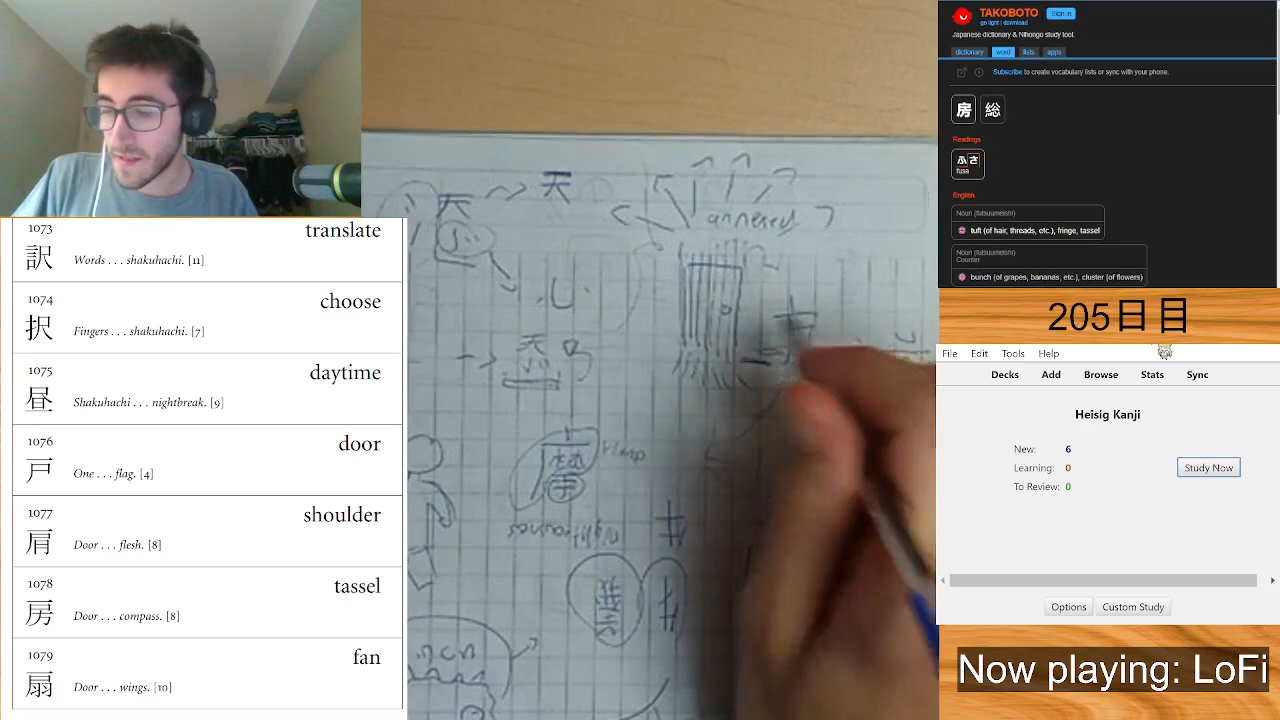 1073 translate
訳 Words . . . shakuhachi. [11]
1074 choose
択 Fingers . . . shakuhachi. [7]
1075 daytime
昼 Shakuhachi . . . nightbreak. [9]
1076 door
戸 One . . . flag. [4]
1077 shoulder
肩 Door . . . flesh. [8]
1078 tassel
房 Door . . . compass. [8]
1079 fan
扇 Door . . . wings. [10]
天
天
annexed
心
TAKOBOTO Sign in
go light | download
Japanese dictionary & Nihongo study tool.
dictionary word lists apps
Subscribe to create vocabulary lists or sync with your phone.
房 総
Readings
ふさ
fusa
English
Noun (futsuumeishi)
tuft (of hair, threads, etc.), fringe, tassel
Noun (futsuumeishi)
Counter
bunch (of grapes, bananas, etc.), cluster (of flowers)
205日目
File Edit Tools Help
Decks Add Browse Stats Sync
Heisig Kanji
New: 6
Learning: 0
To Review: 0
Study Now
Options Custom Study
Now playing: LoFi